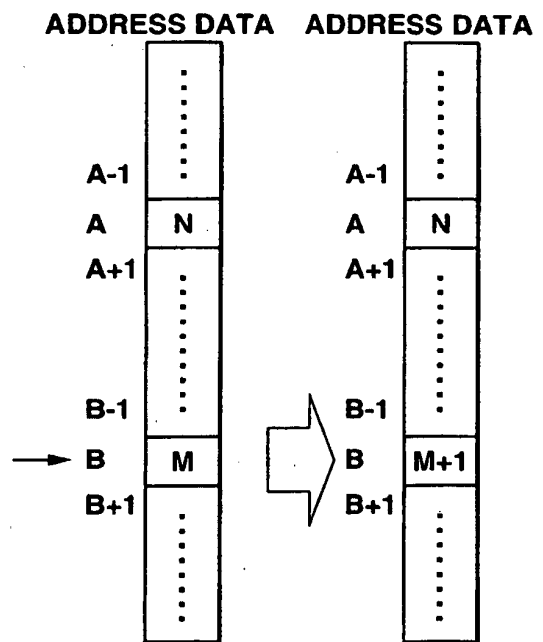 ADDRESS DATA ADDRESS DATA
A-1 A-1
A N A N
A+1 A+1
B-1 B-1
B M B M+1
B+1 B+1